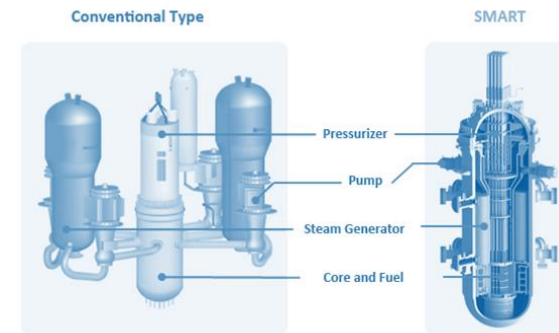 Conventional Type
SMART
Pressurizer
Pump
Steam Generator
Core and Fuel